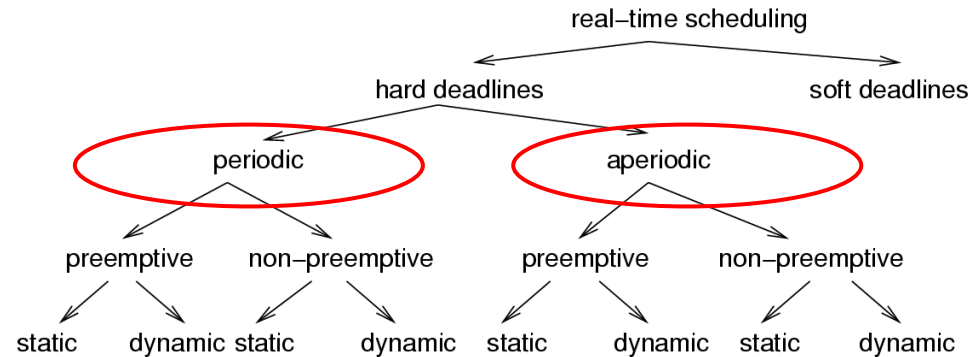 real-time scheduling
hard deadlines soft deadlines
periodic aperiodic
preemptive non-preemptive preemptive non-preemptive
static dynamic static dynamic static dynamic static dynamic